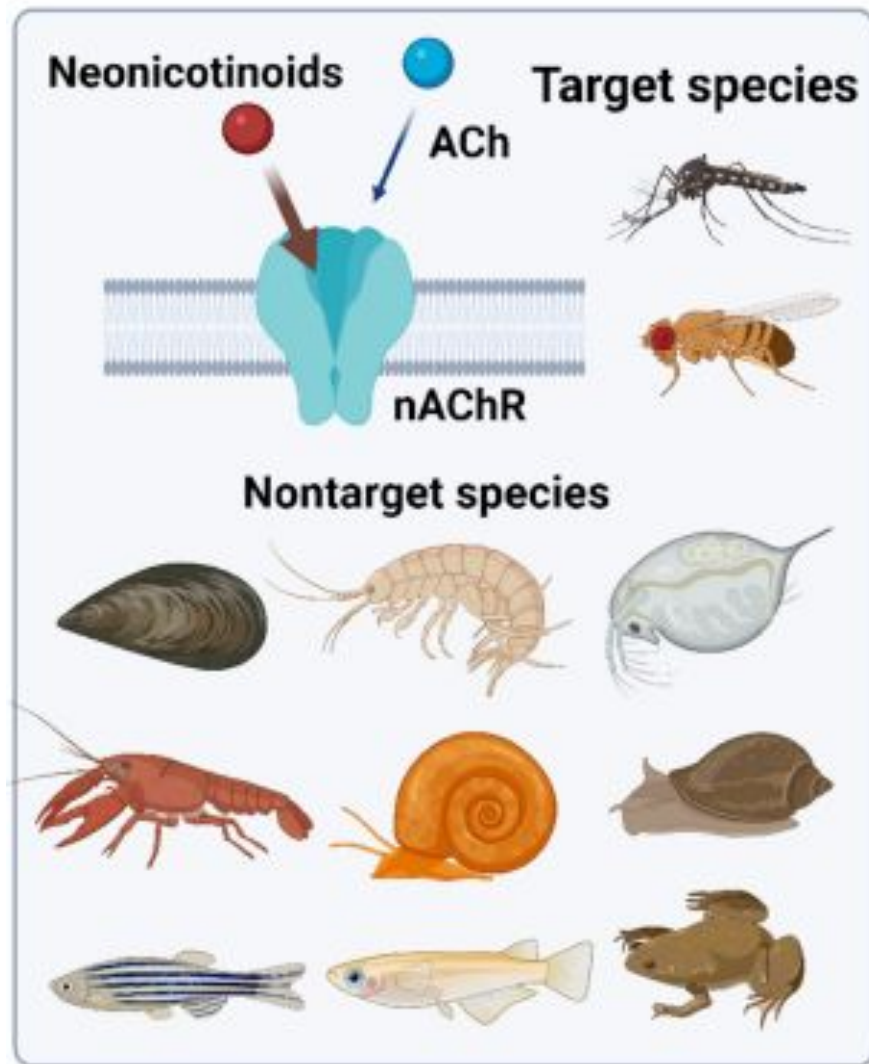 Neonicotinoids
ACh
Target species
nAChR
Nontarget species